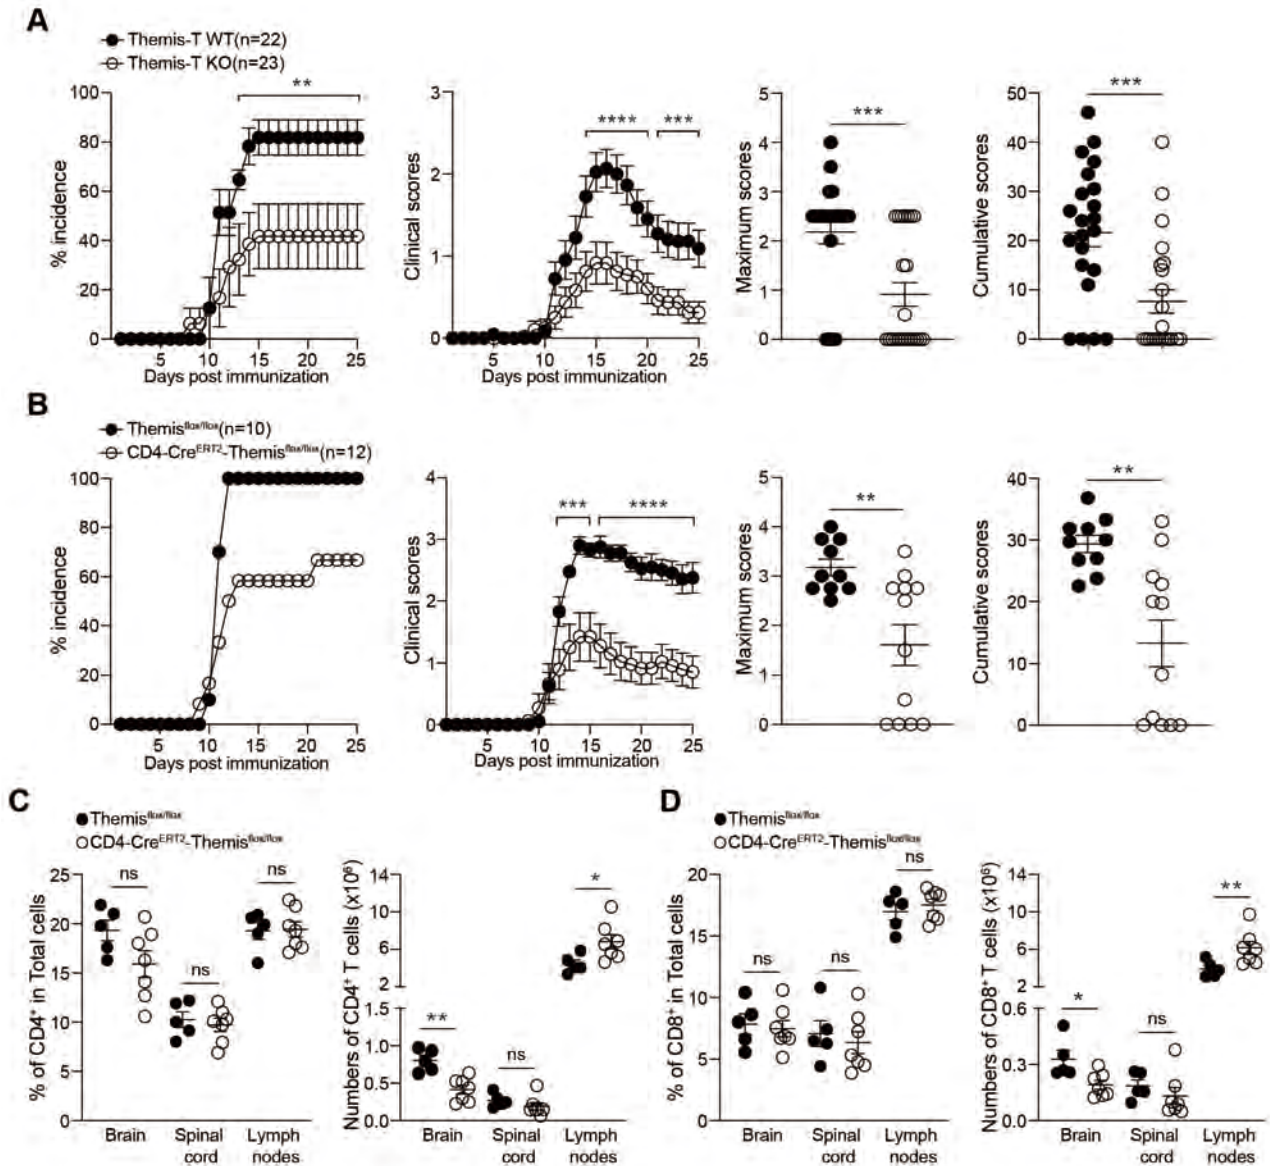 A
Themis-T WT(n=22)
Themis-T KO(n=23)
**
% incidence
100
80
60
40
20
0
5 10 15 20 25
Days post immunization
**** ***
Clinical scores
3
2
1
0
5 10 15 20 25
Days post immunization
***
Maximum scores
5
4
3
2
1
0
***
Cumulative scores
50
40
30
20
10
0
B
Themisflox/flox(n=10)
CD4-CreERT2-Themisflox/flox(n=12)
% incidence
100
80
60
40
20
0
5 10 15 20 25
Days post immunization
*** ****
Clinical scores
4
3
2
1
0
5 10 15 20 25
Days post immunization
**
Maximum scores
5
4
3
2
1
0
**
Cumulative scores
40
30
20
10
0
C
Themisflox/flox
CD4-CreERT2-Themisflox/flox
% of CD4+ in Total cells
25
20
15
10
5
0
ns ns ns
Brain Spinal cord Lymph nodes
Numbers of CD4+ T cells (x10⁶)
14
10
6
2
1.5
1.0
0.5
0.0
** ns *
Brain Spinal cord Lymph nodes
D
Themisflox/flox
CD4-CreERT2-Themisflox/flox
% of CD8+ in Total cells
20
15
10
5
0
ns ns ns
Brain Spinal cord Lymph nodes
Numbers of CD8+ T cells (x10⁶)
14
10
6
2
0.6
0.3
0.0
* ns **
Brain Spinal cord Lymph nodes